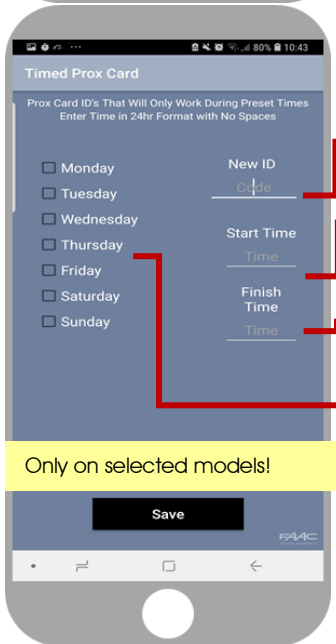 80% 10:43
Timed Prox Card
Prox Card ID's That Will Only Work During Preset Times
Enter Time in 24hr Format with No Spaces
Monday
Tuesday
Wednesday
Thursday
Friday
Saturday
Sunday
New ID
Code
Start Time
Time
Finish
Time
Time
Only on selected models!
Save
FAAC